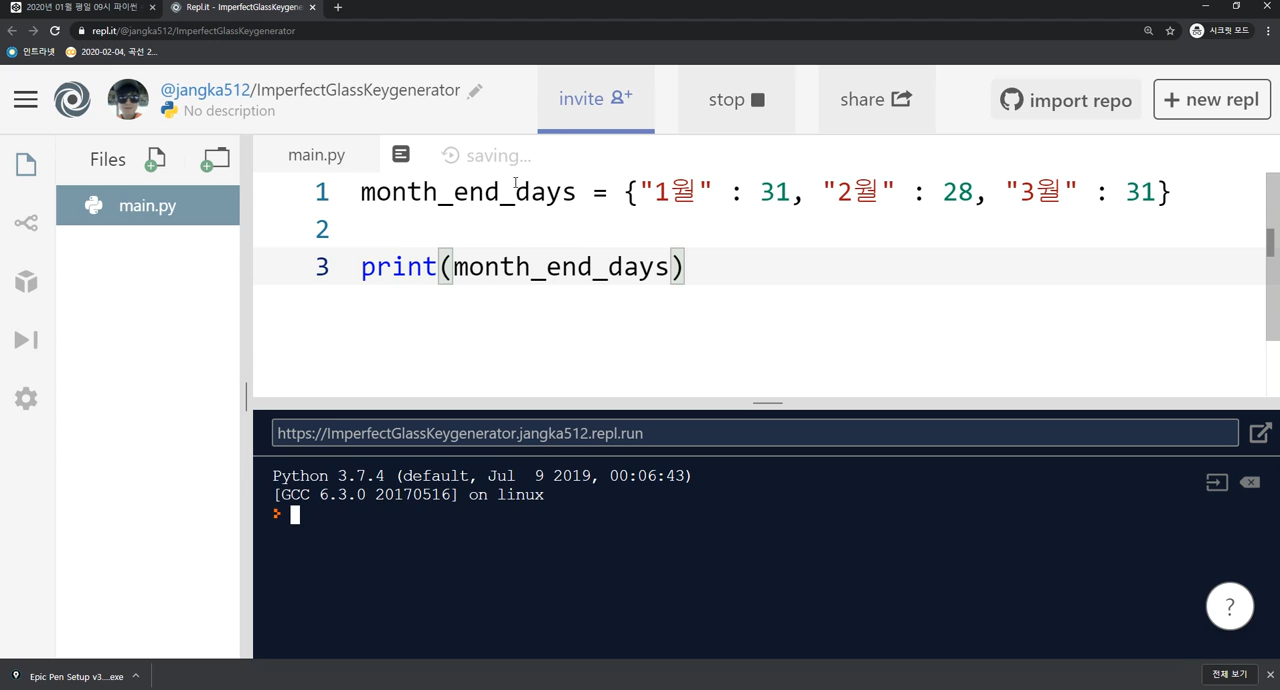 2020년 01월 평일 09시 파이썬
Repl.it - ImperfectGlassKeygene
repl.it/@jangka512/ImperfectGlassKeygenerator
시크릿 모드
인트라넷
2020-02-04, 곡선 2...
@jangka512/ImperfectGlassKeygenerator
No description
invite
stop
share
import repo
+ new repl
Files
main.py
main.py
saving...
1 month_end_days = {"1월" : 31, "2월" : 28, "3월" : 31}
2
3 print(month_end_days)
https://ImperfectGlassKeygenerator.jangka512.repl.run
Python 3.7.4 (default, Jul  9 2019, 00:06:43)
[GCC 6.3.0 20170516] on linux
>
?
Epic Pen Setup v3....exe
전체 보기